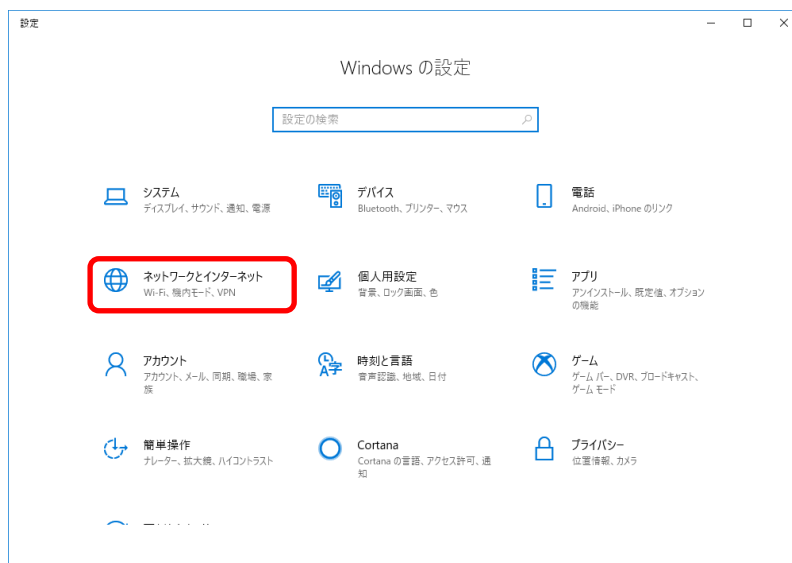 設定
Windows の設定
設定の検索
システム
ディスプレイ、サウンド、通知、電源
デバイス
Bluetooth、プリンター、マウス
電話
Android、iPhone のリンク
ネットワークとインターネット
Wi-Fi、機内モード、VPN
個人用設定
背景、ロック画面、色
アプリ
アンインストール、既定値、オプション
の機能
アカウント
アカウント、メール、同期、職場、家
族
時刻と言語
音声認識、地域、日付
ゲーム
ゲーム バー、DVR、ブロードキャスト、
ゲーム モード
簡単操作
ナレーター、拡大鏡、ハイコントラスト
Cortana
Cortana の言語、アクセス許可、通
知
プライバシー
位置情報、カメラ